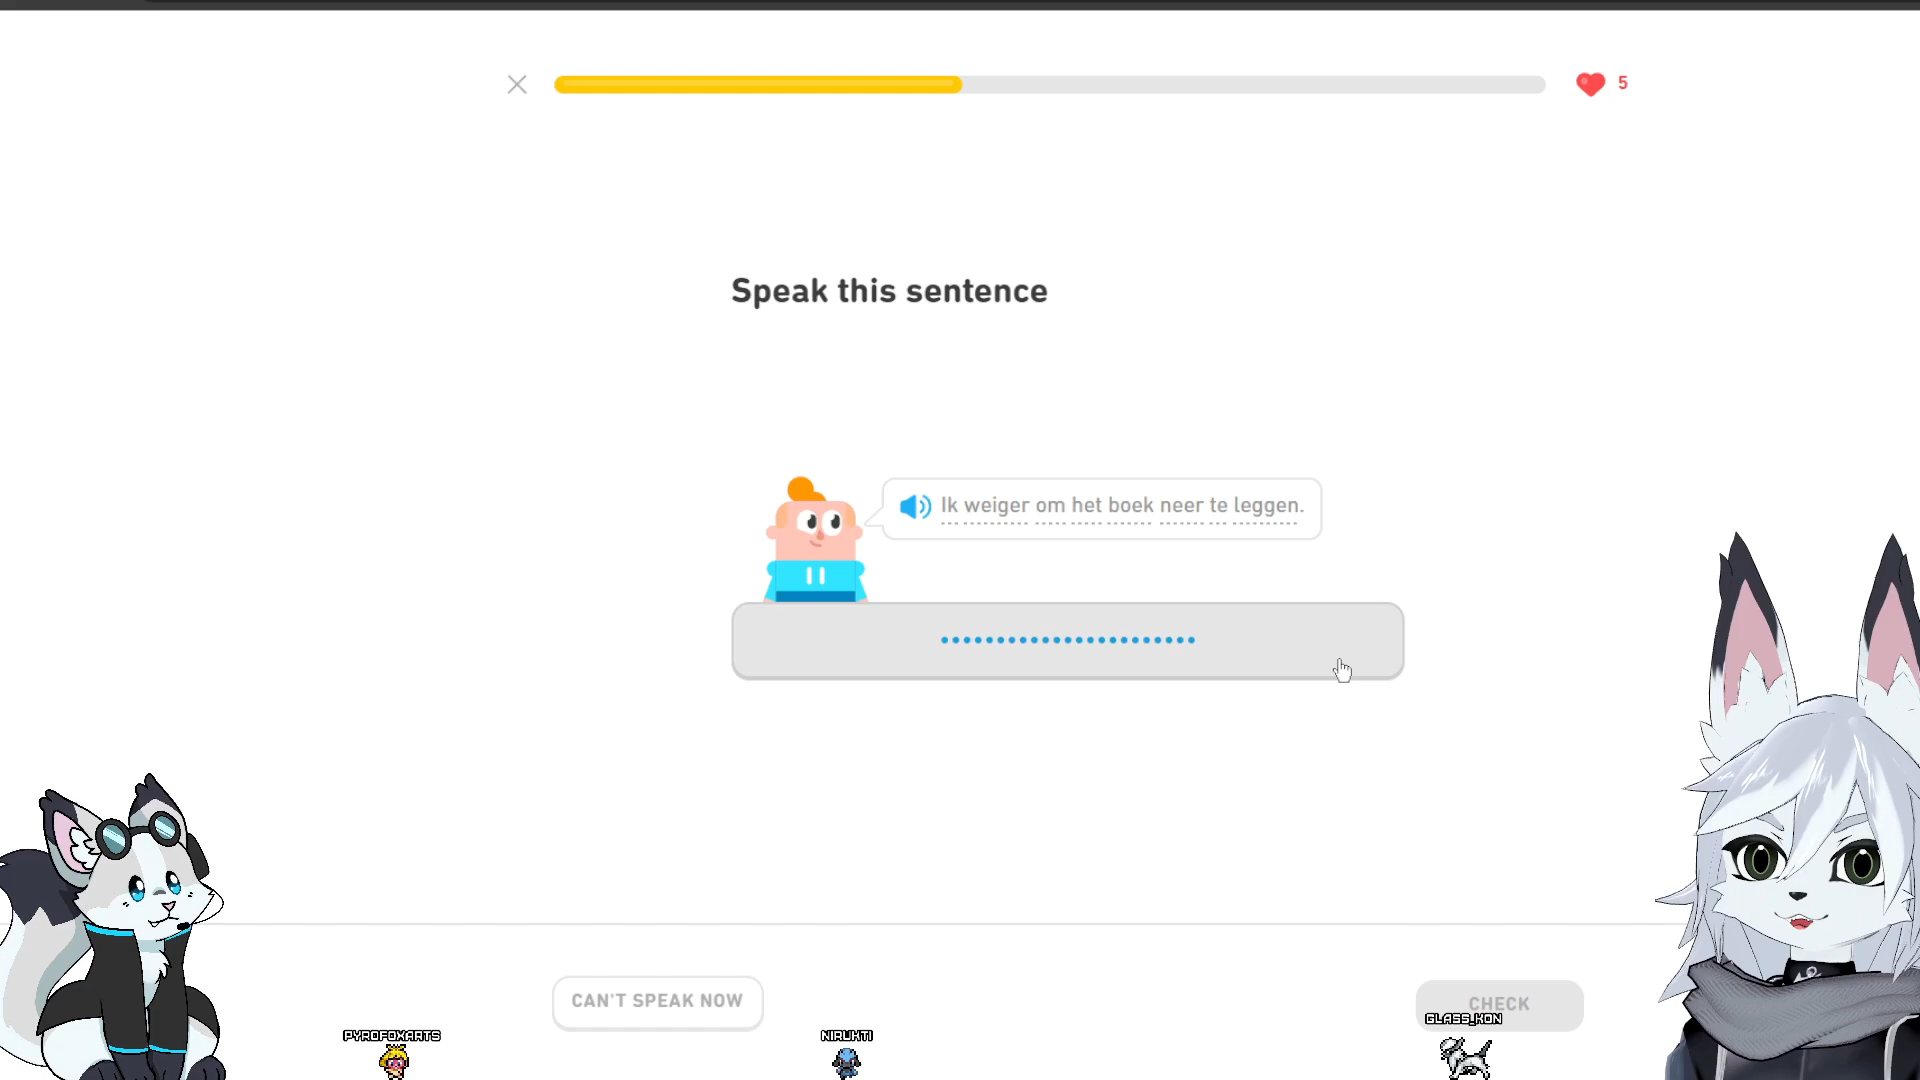 5
Speak this sentence
Ik weiger om het boek neer te leggen.
CAN'T SPEAK NOW
CHECK
PYROFOXARTS
NIRUKTI
GLASS_KON